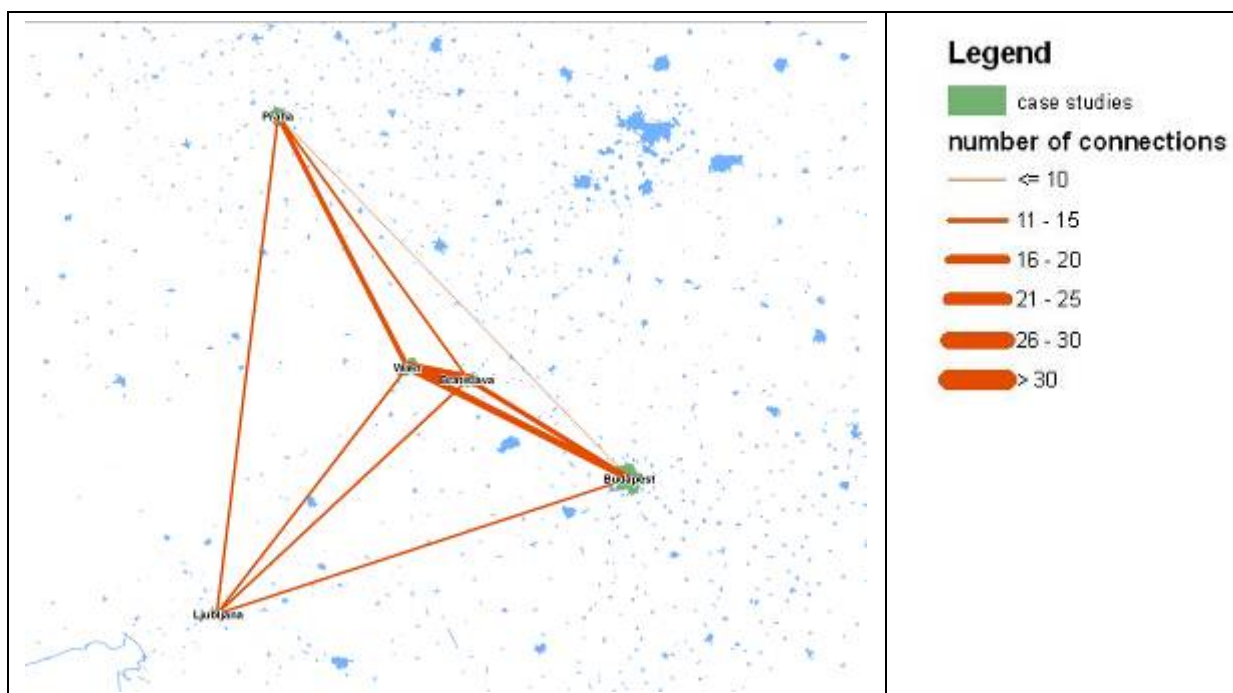 Praha
Wien
Bratislava
Budapest
Ljubljana
Legend
case studies
number of connections
<= 10
11 - 15
16 - 20
21 - 25
26 - 30
> 30